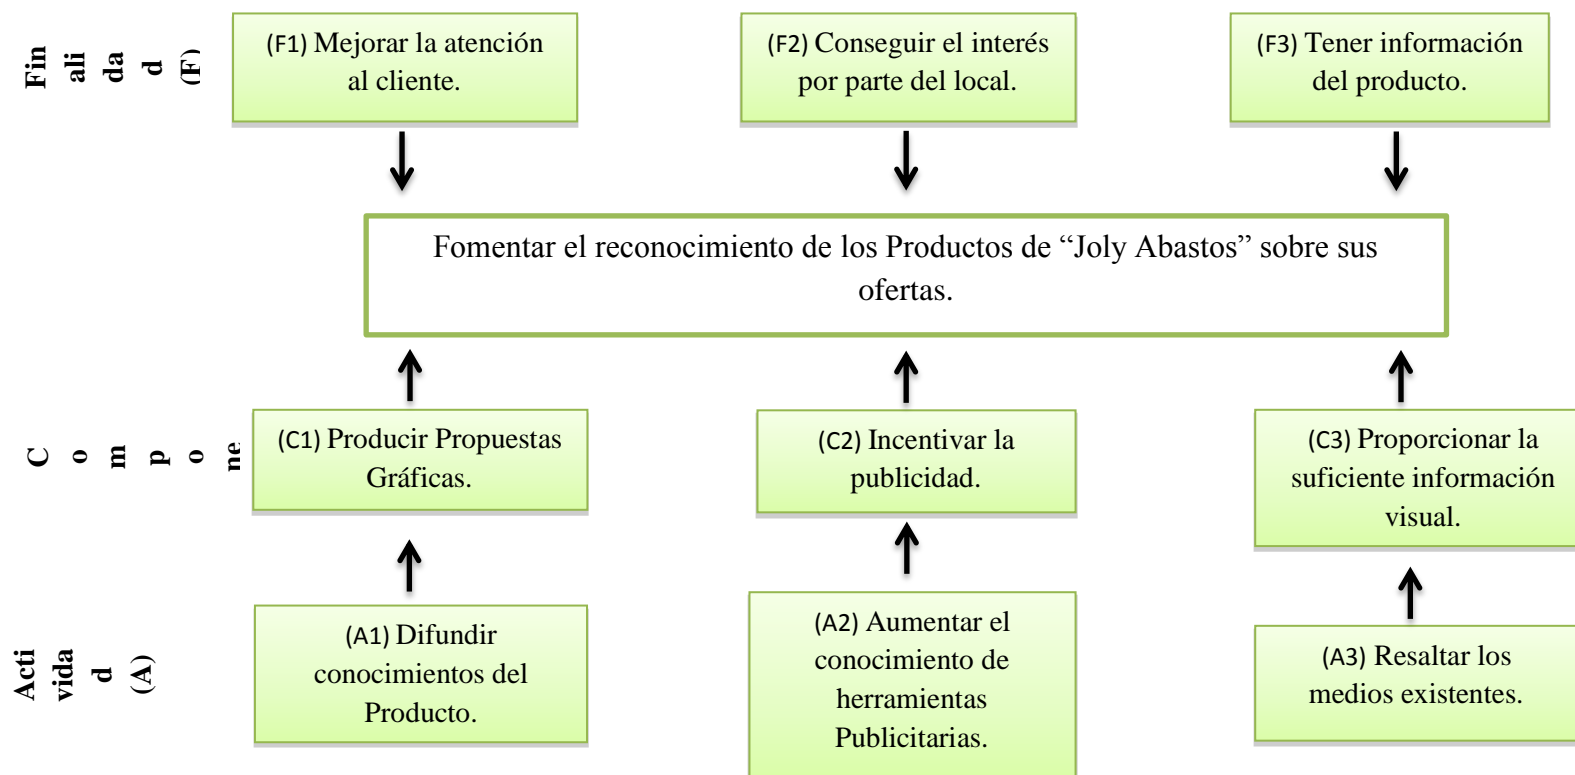 Fin
ali
da
d
(F)
(F1) Mejorar la atención
al cliente.
(F2) Conseguir el interés
por parte del local.
(F3) Tener información
del producto.
Fomentar el reconocimiento de los Productos de “Joly Abastos” sobre sus
ofertas.
C
o
m
p
o
ne
(C1) Producir Propuestas
Gráficas.
(C2) Incentivar la
publicidad.
(C3) Proporcionar la
suficiente información
visual.
Acti
vida
d
(A)
(A1) Difundir
conocimientos del
Producto.
(A2) Aumentar el
conocimiento de
herramientas
Publicitarias.
(A3) Resaltar los
medios existentes.